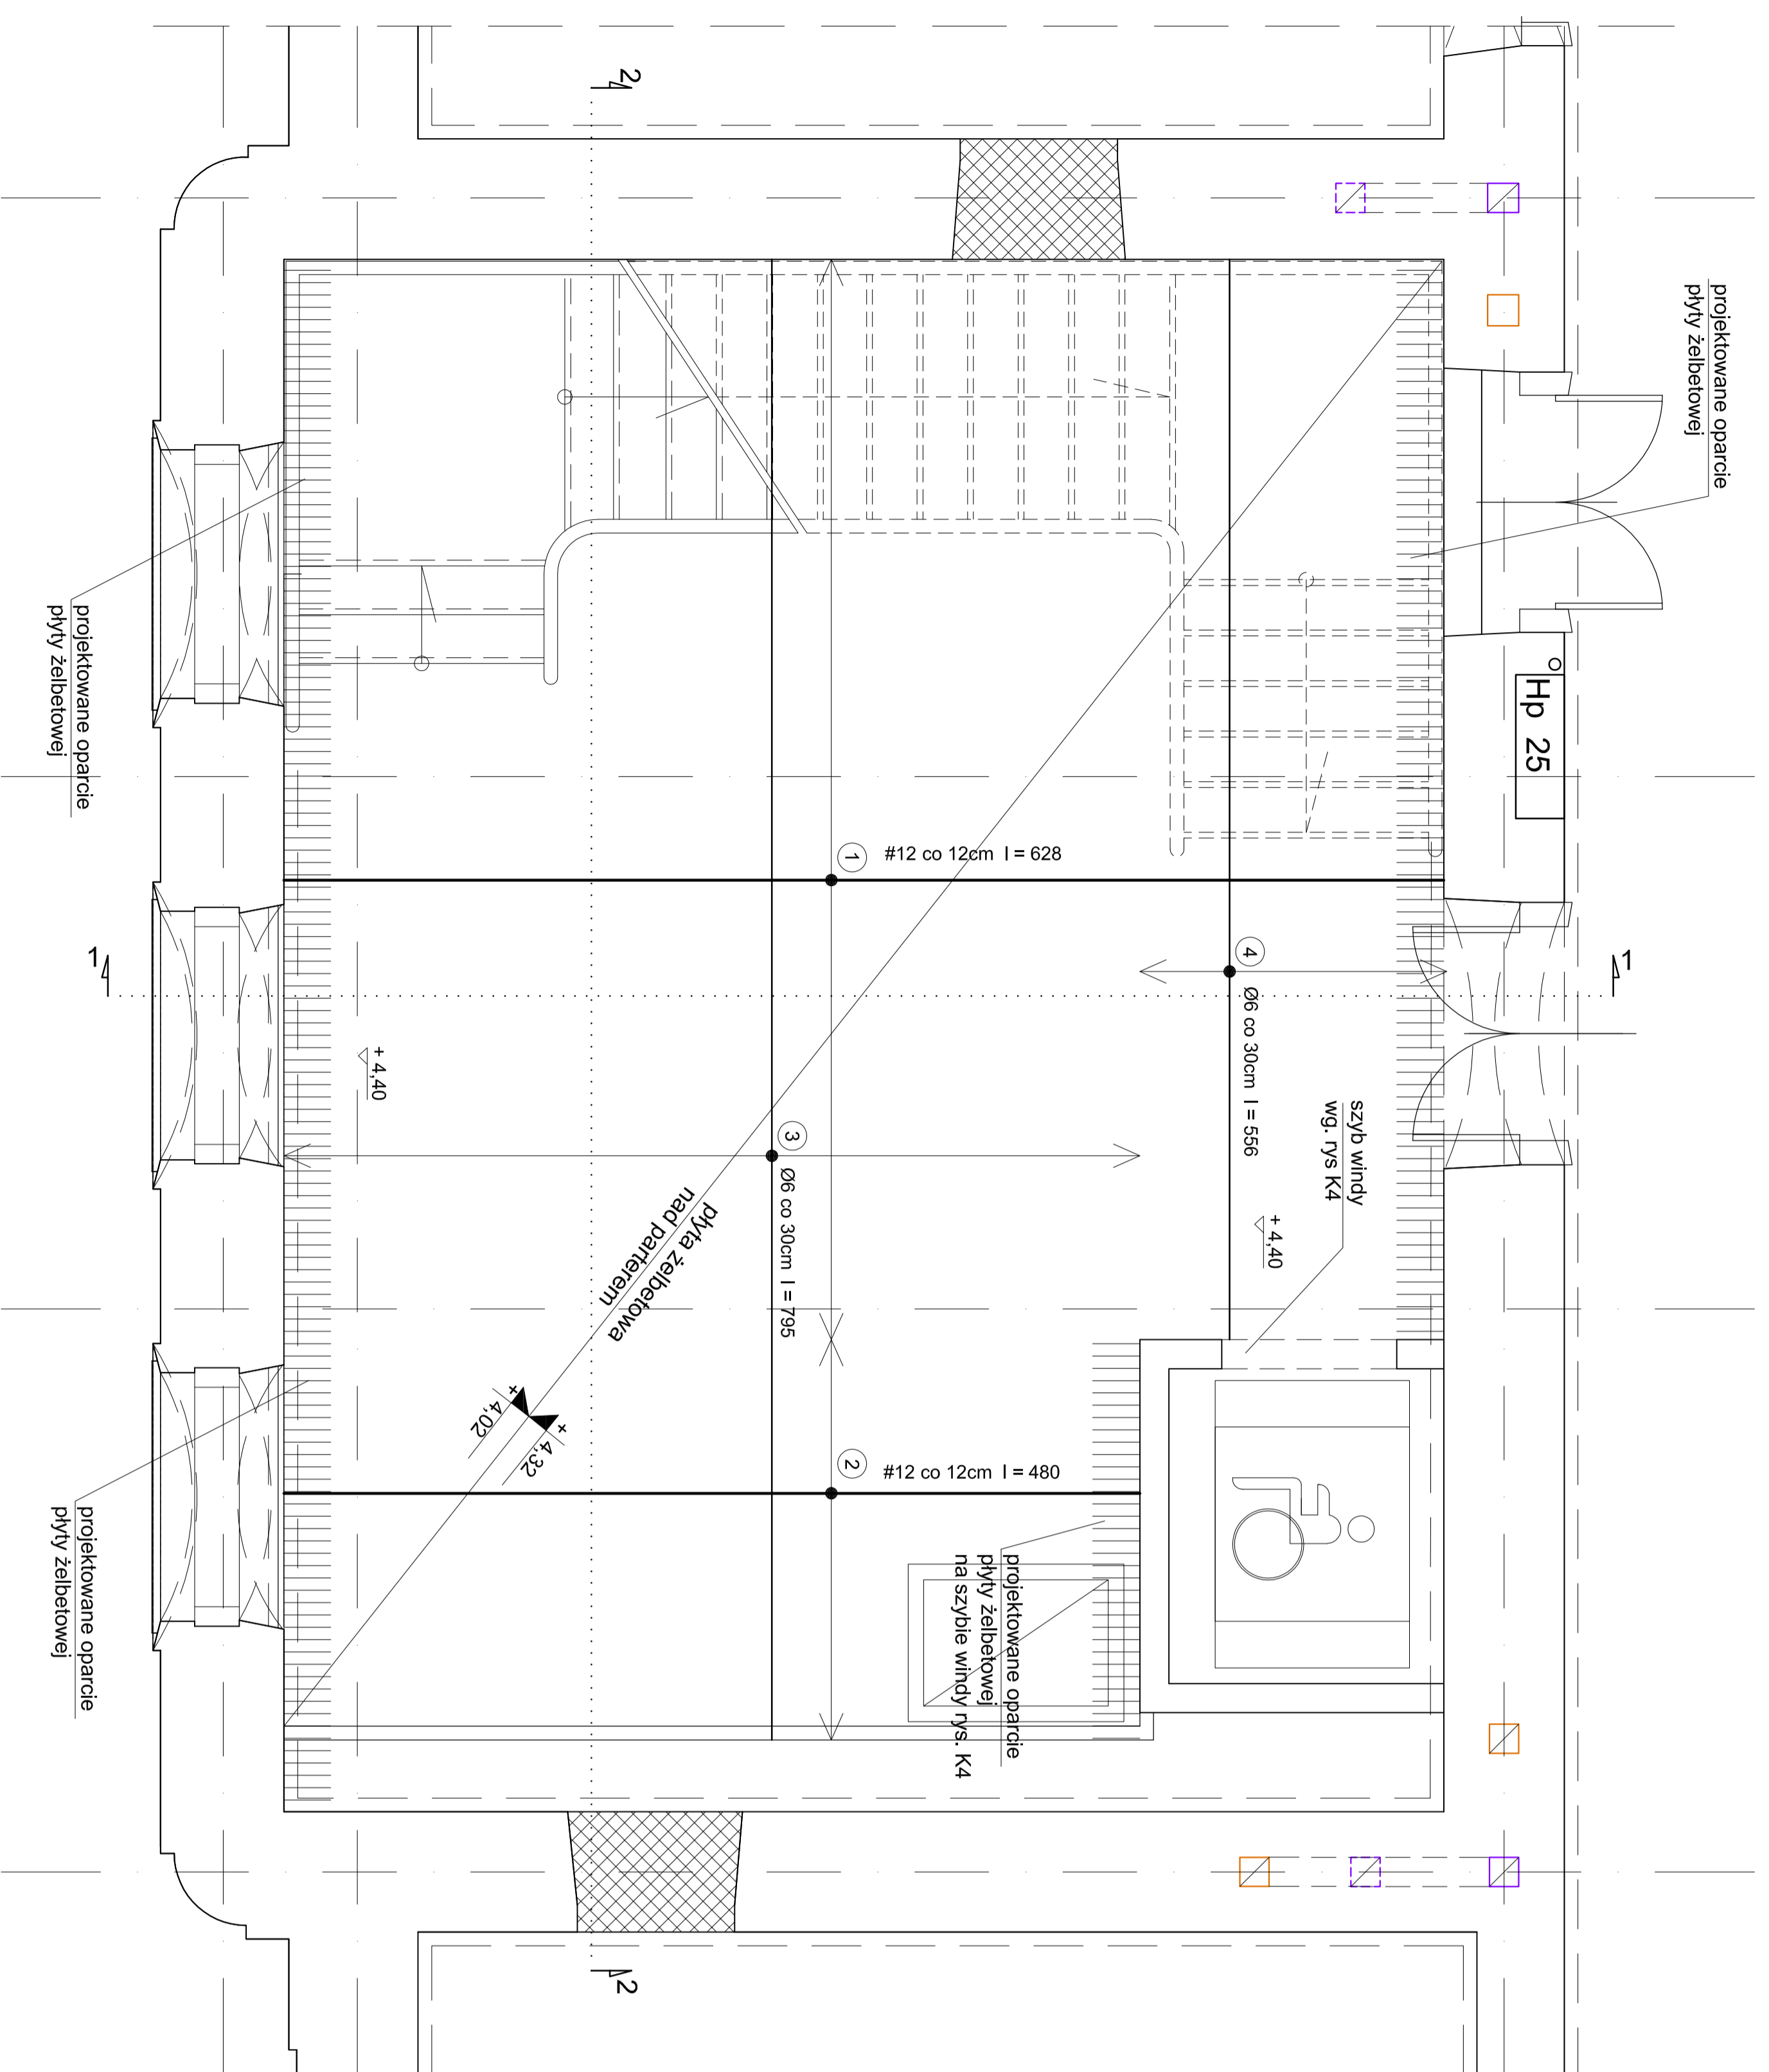 2
projektowane oparcie
płyty żelbetowej
Hp 25
projektowane oparcie
płyty żelbetowej
1
#12 co 12cm l = 628
4
Ø6 co 30cm l = 556
1
1
+ 4,40
3
Ø6 co 30cm l = 795
szyb windy
wg. rys K4
+ 4,40
płyta żelbetowa
nad parterem
+ 4,02
+ 4,32
2
#12 co 12cm l = 480
projektowane oparcie
płyty żelbetowej
na szybie windy rys. K4
projektowane oparcie
płyty żelbetowej
2